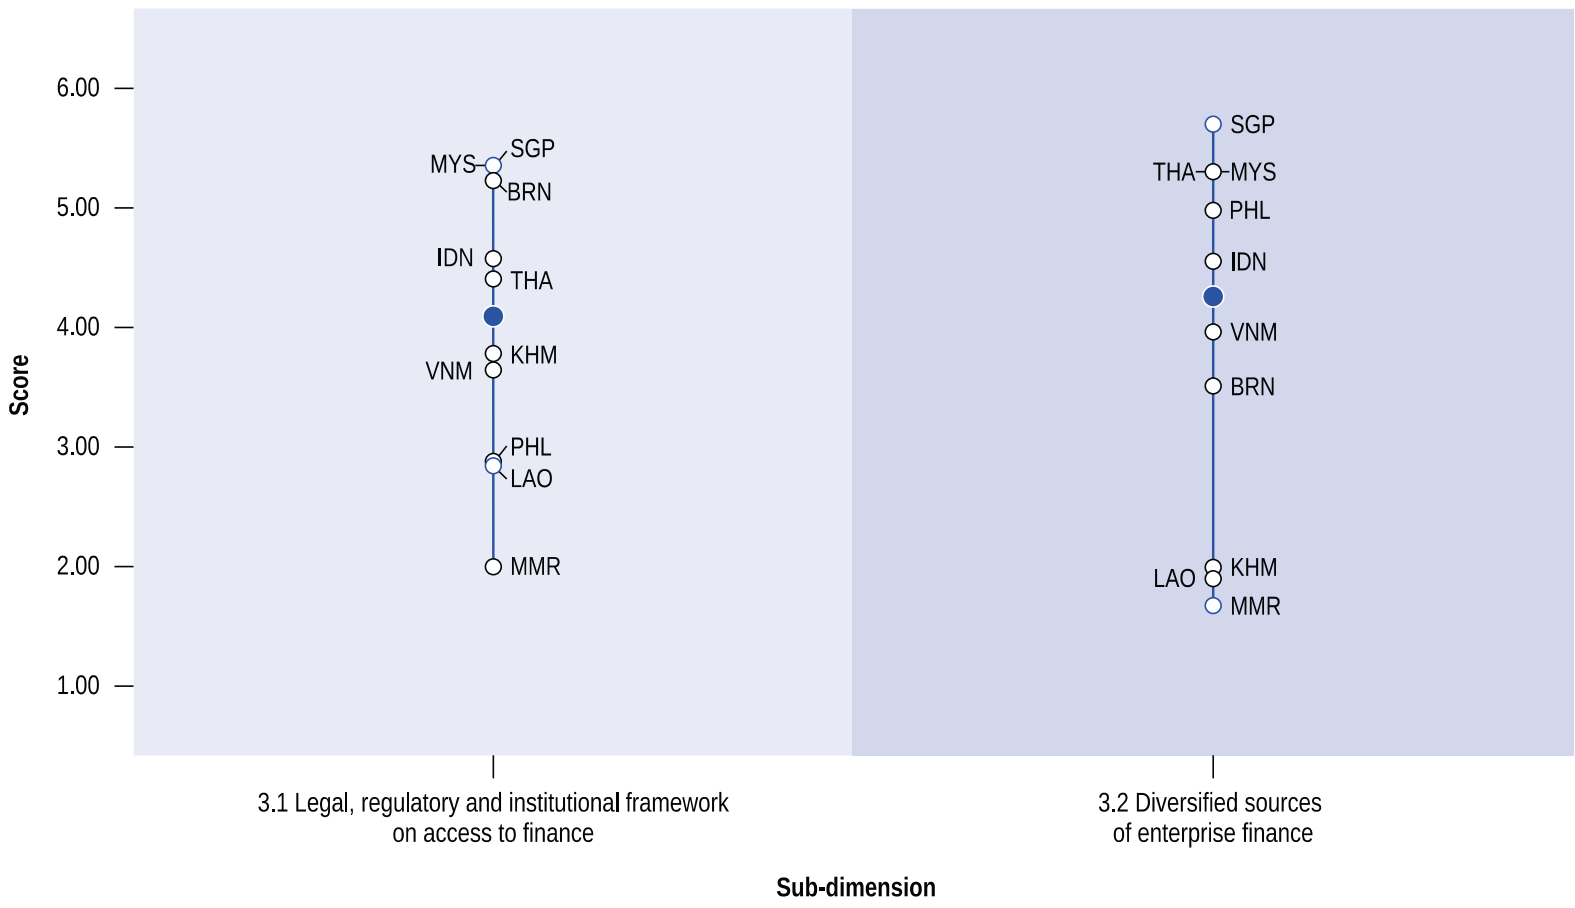 6.00
5.00
4.00
3.00
2.00
1.00
Score
SGP
MYS
BRN
IDN
THA
KHM
VNM
PHL
LAO
MMR
SGP
THA
MYS
PHL
IDN
VNM
BRN
KHM
LAO
MMR
3.1 Legal, regulatory and institutional framework
on access to finance
3.2 Diversified sources
of enterprise finance
Sub-dimension